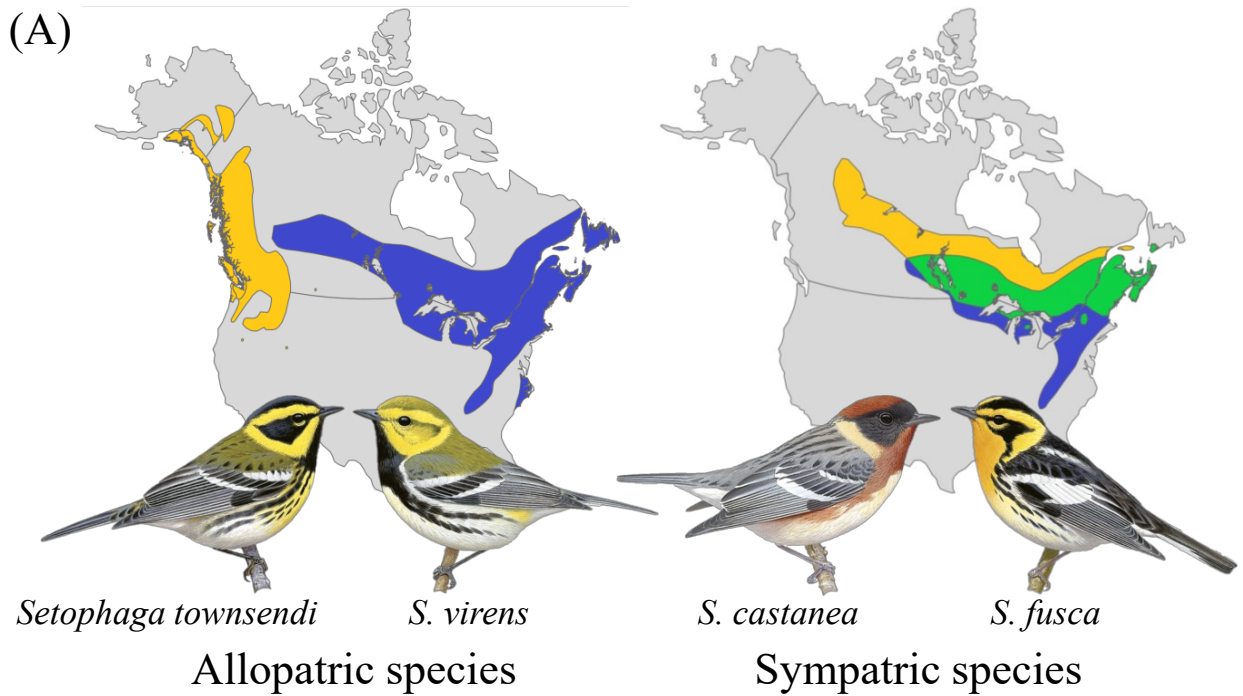 (A)
Setophaga townsendi
S. virens
S. castanea
S. fusca
Allopatric species
Sympatric species